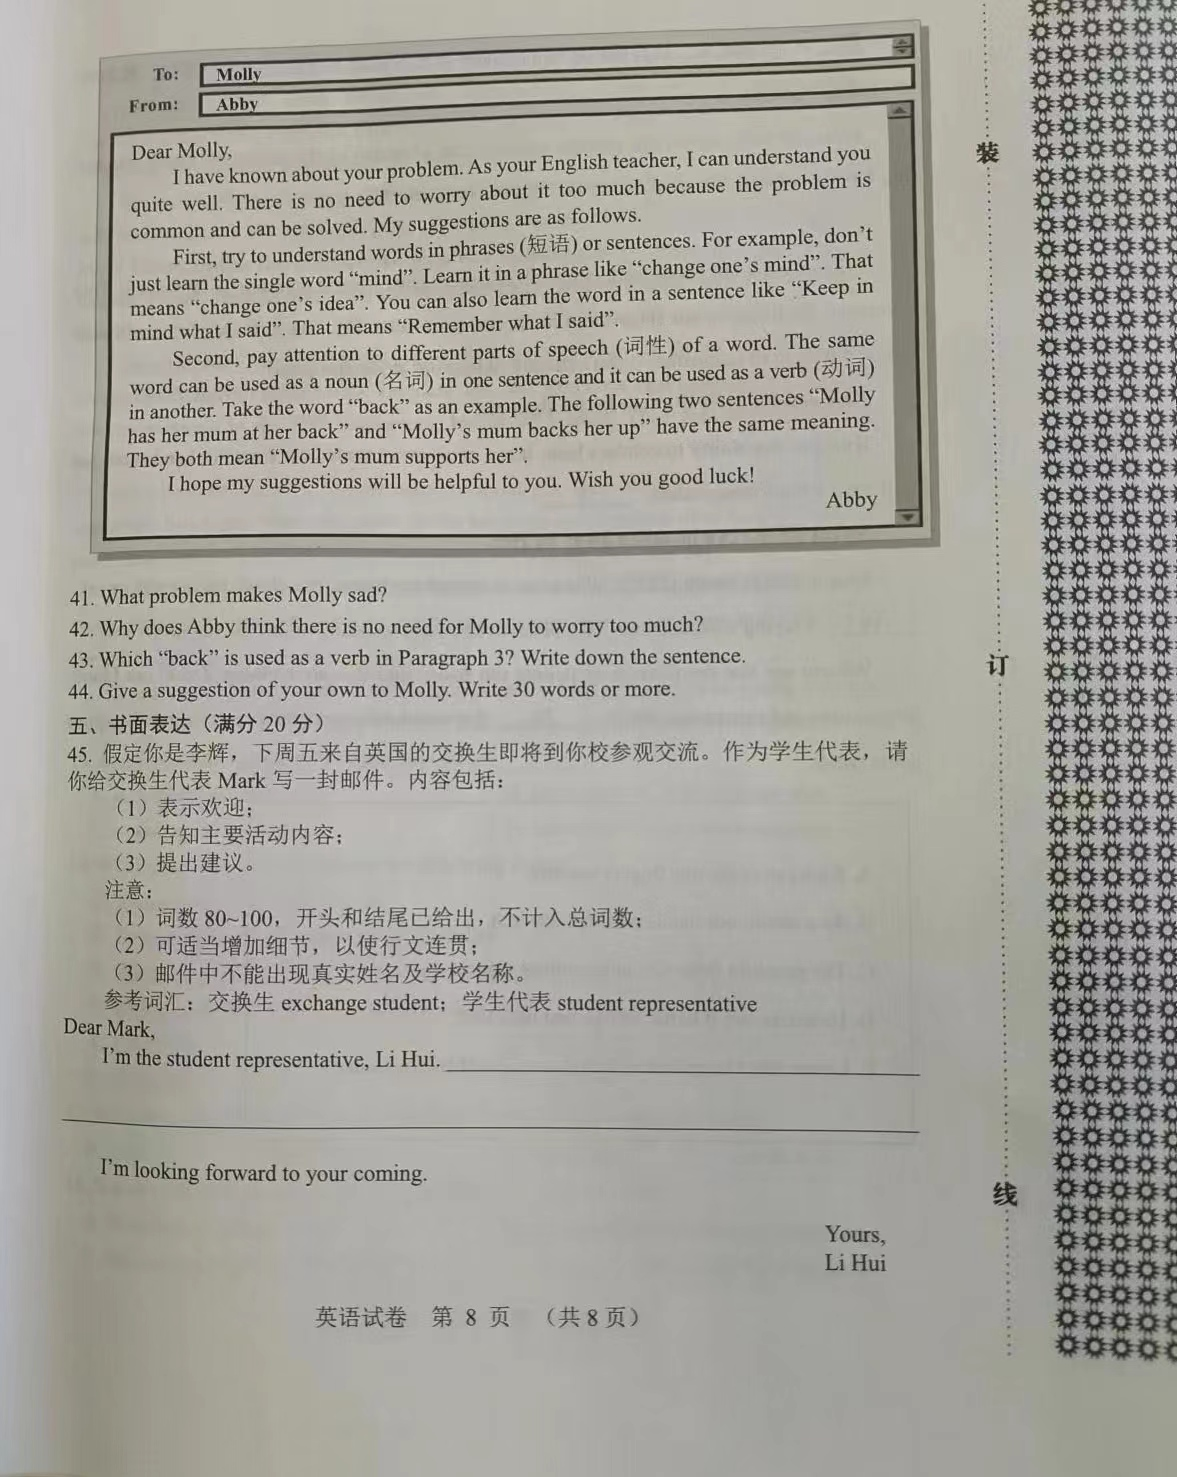 To: Molly
From: Abby
Dear Molly,
I have known about your problem. As your English teacher, I can understand you
quite well. There is no need to worry about it too much because the problem is
common and can be solved. My suggestions are as follows.
First, try to understand words in phrases (短语) or sentences. For example, don’t
just learn the single word “mind”. Learn it in a phrase like “change one’s mind”. That
means “change one’s idea”. You can also learn the word in a sentence like “Keep in
mind what I said”. That means “Remember what I said”.
Second, pay attention to different parts of speech (词性) of a word. The same
word can be used as a noun (名词) in one sentence and it can be used as a verb (动词)
in another. Take the word “back” as an example. The following two sentences “Molly
has her mum at her back” and “Molly’s mum backs her up” have the same meaning.
They both mean “Molly’s mum supports her”.
I hope my suggestions will be helpful to you. Wish you good luck!
Abby
41. What problem makes Molly sad?
42. Why does Abby think there is no need for Molly to worry too much?
43. Which “back” is used as a verb in Paragraph 3? Write down the sentence.
44. Give a suggestion of your own to Molly. Write 30 words or more.
五、书面表达（满分 20 分）
45. 假定你是李辉，下周五来自英国的交换生即将到你校参观交流。作为学生代表，请
你给交换生代表 Mark 写一封邮件。内容包括：
（1）表示欢迎；
（2）告知主要活动内容；
（3）提出建议。
注意：
（1）词数 80~100，开头和结尾已给出，不计入总词数；
（2）可适当增加细节，以使行文连贯；
（3）邮件中不能出现真实姓名及学校名称。
参考词汇：交换生 exchange student；学生代表 student representative
Dear Mark,
I’m the student representative, Li Hui.
I’m looking forward to your coming.
Yours,
Li Hui
英语试卷 第 8 页 （共 8 页）
装
订
线